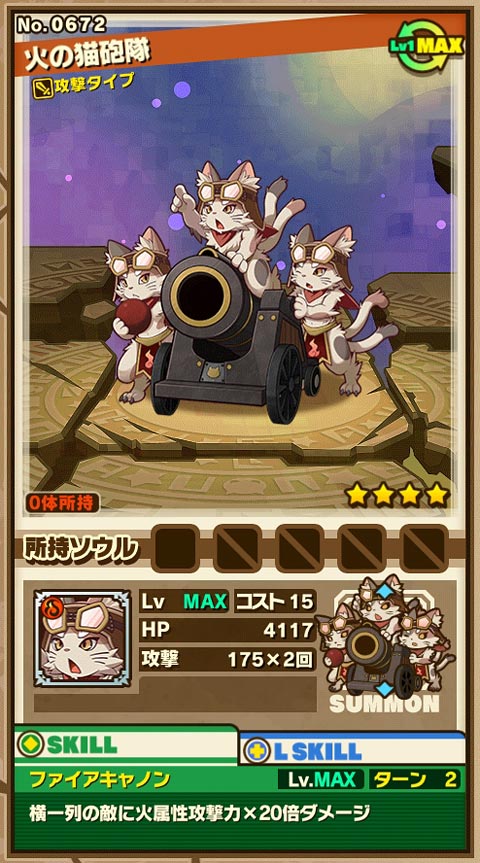 No.0672
火の猫砲隊
Lv1 MAX
攻撃タイプ
0体所持
所持ソウル
Lv MAX コスト 15
HP 4117
攻撃 175×2回
SUMMON
SKILL
L SKILL
ファイアキャノン Lv.MAX ターン 2
横一列の敵に火属性攻撃力×20倍ダメージ